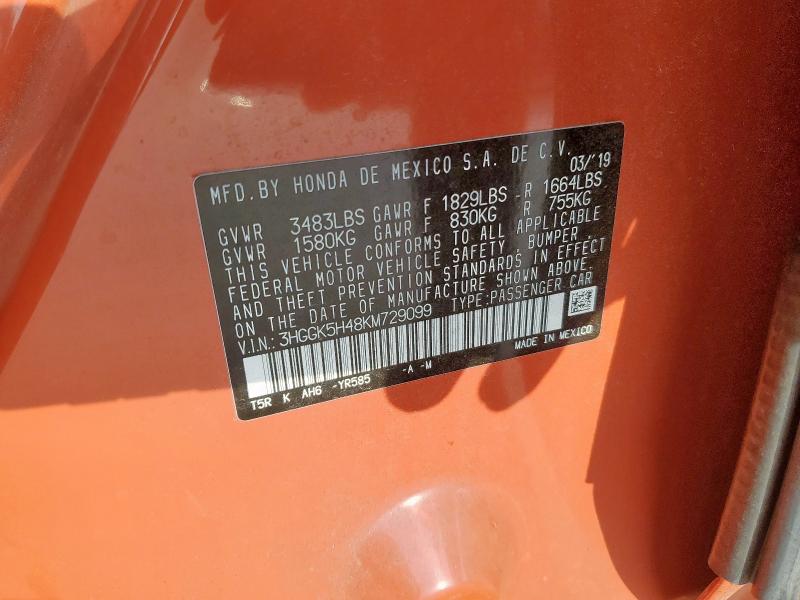 MFD. BY HONDA DE MEXICO S.A. DE C.V. 03/'19
GVWR 3483LBS GAWR F 1829LBS -R 1664LBS
GVWR 1580KG GAWR F 830KG R 755KG
THIS VEHICLE CONFORMS TO ALL APPLICABLE
FEDERAL MOTOR VEHICLE SAFETY, BUMPER,
AND THEFT PREVENTION STANDARDS IN EFFECT
ON THE DATE OF MANUFACTURE SHOWN ABOVE.
V.I.N.: 3HGGK5H48KM729099 TYPE:PASSENGER CAR
MADE IN MEXICO
T5R K AH6 -YR585 -A -M